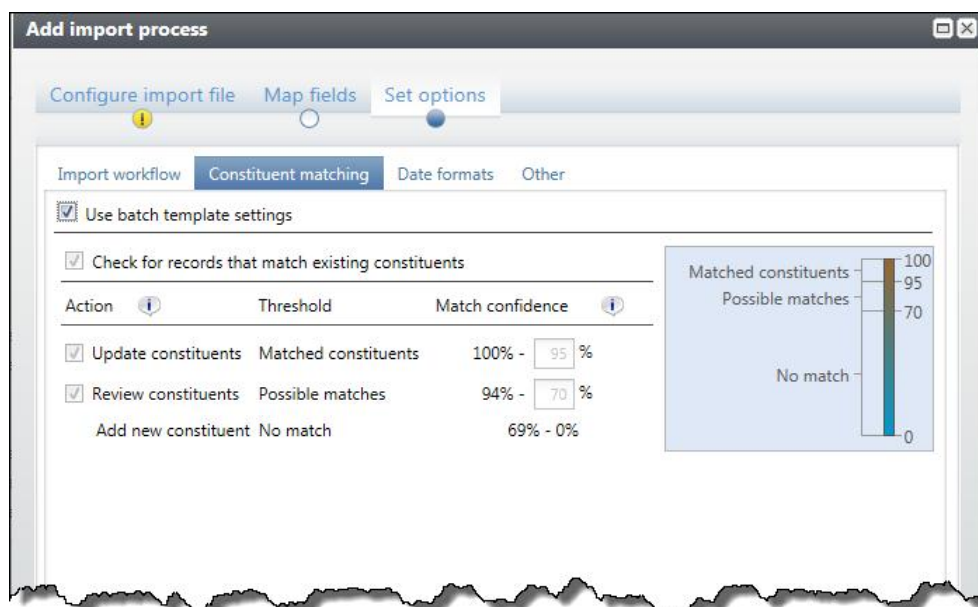 Add import process
Configure import file Map fields Set options
Import workflow Constituent matching Date formats Other
Use batch template settings
Check for records that match existing constituents
Action Threshold Match confidence
Update constituents Matched constituents 100% - 95 %
Review constituents Possible matches 94% - 70 %
Add new constituent No match 69% - 0%
Matched constituents 100
95
Possible matches 70
No match
0